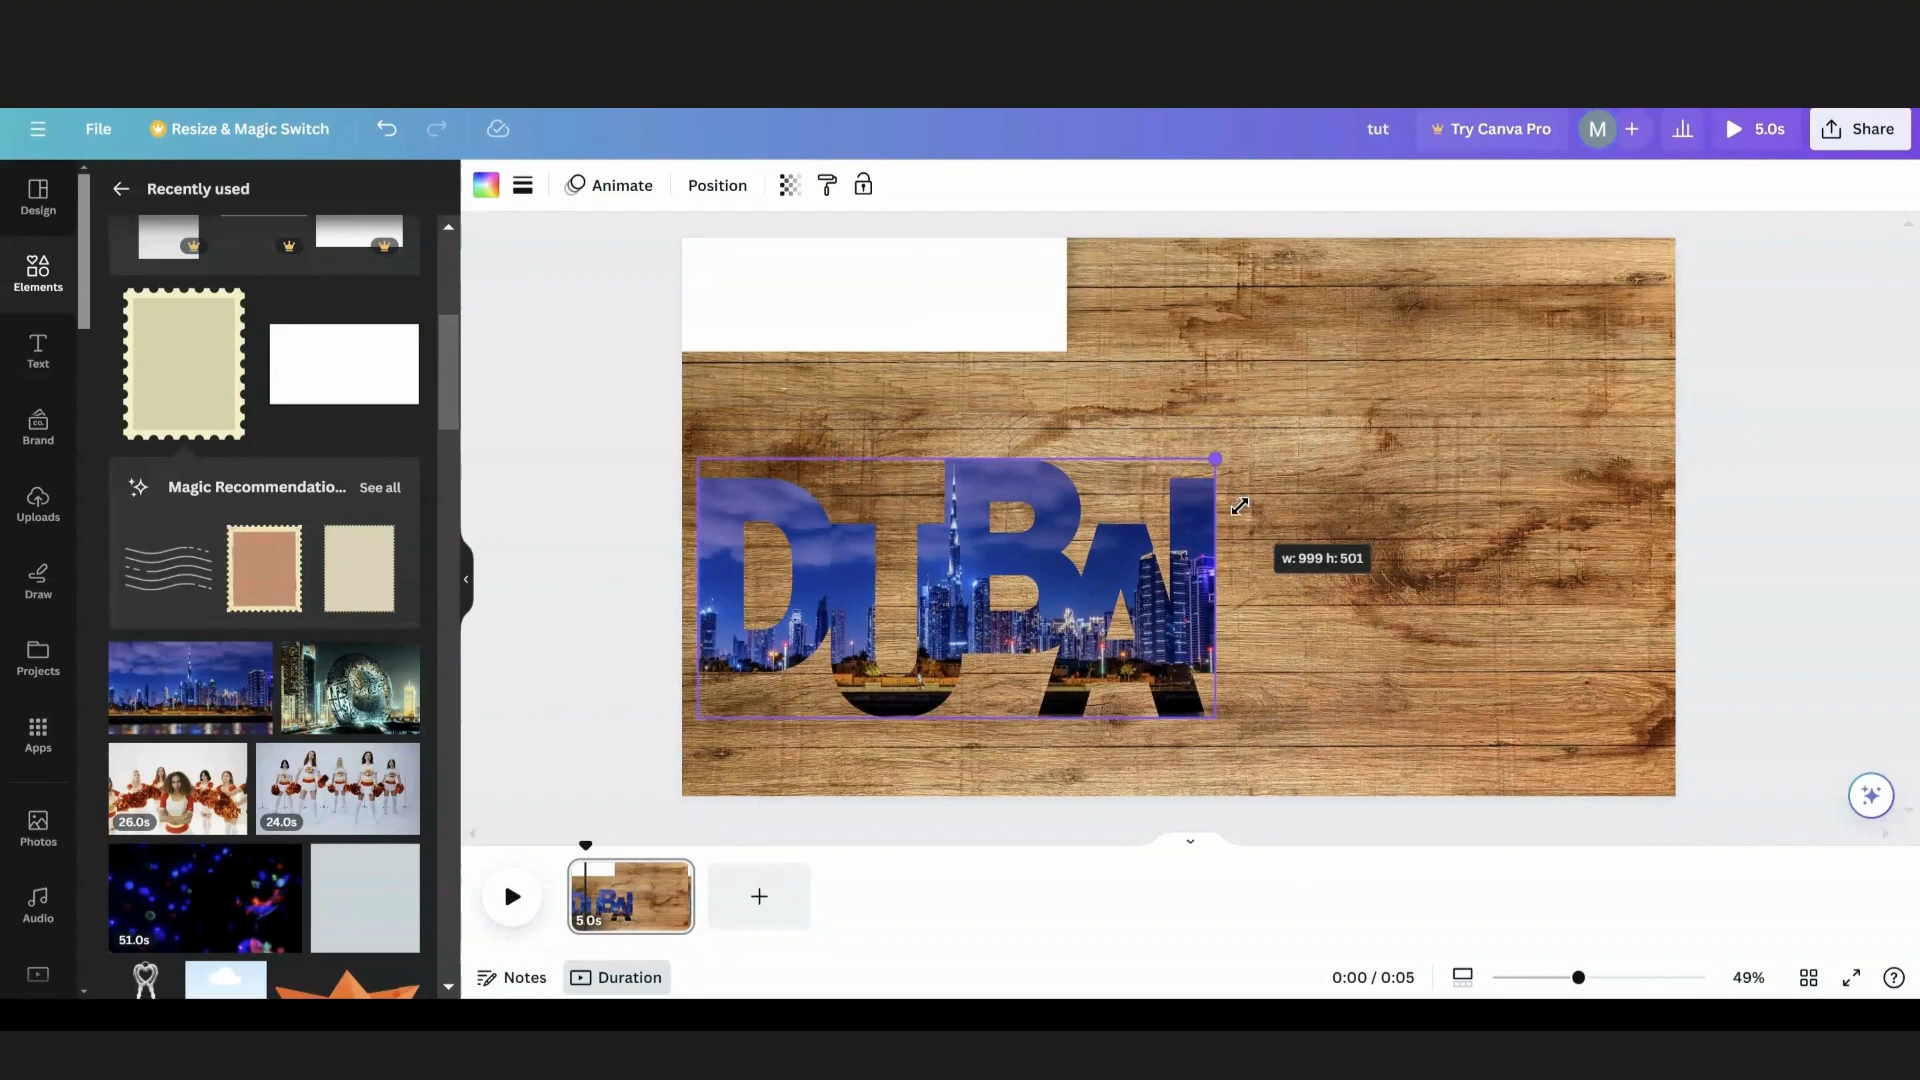 File
Resize & Magic Switch
tut
Try Canva Pro
M
5.0s
Share
Design
Elements
Text
Brand
CO.
Uploads
Draw
Projects
Apps
Photos
Audio
Recently used
Magic Recommendatio...
See all
26.0s
24.0s
51.0s
Animate
Position
DUBAI
w: 999 h: 501
DUBAI
5.0s
Notes
Duration
0:00 / 0:05
49%